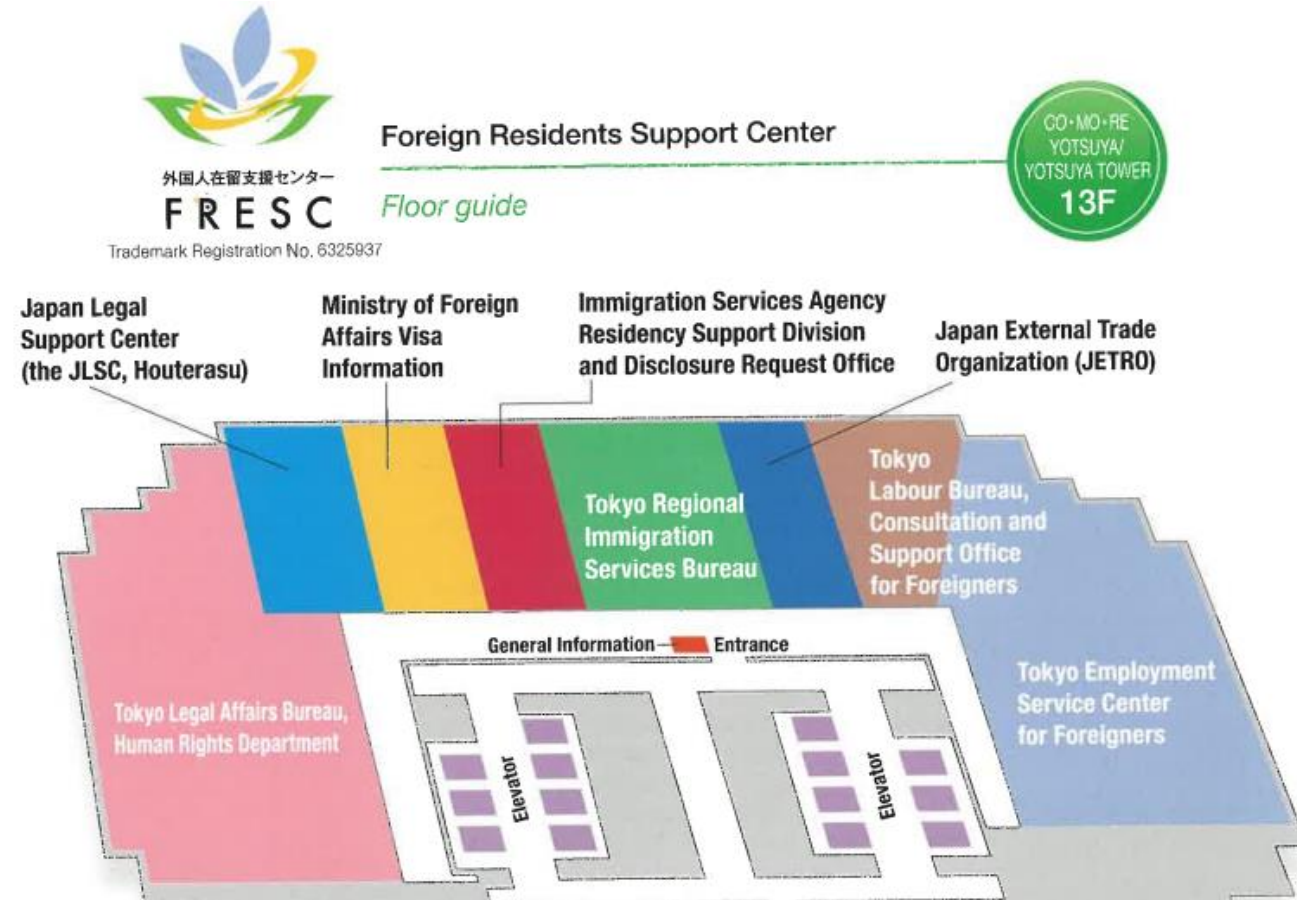 外国人在留支援センター
FRESC
Trademark Registration No. 6325937
Foreign Residents Support Center
Floor guide
CO・MO・RE
YOTSUYA/
YOTSUYA TOWER
13F
Japan Legal
Support Center
(the JLSC, Houterasu)
Ministry of Foreign
Affairs Visa
Information
Immigration Services Agency
Residency Support Division
and Disclosure Request Office
Japan External Trade
Organization (JETRO)
Tokyo Regional
Immigration
Services Bureau
Tokyo
Labour Bureau,
Consultation and
Support Office
for Foreigners
General Information
Entrance
Tokyo Legal Affairs Bureau,
Human Rights Department
Tokyo Employment
Service Center
for Foreigners
Elevator
Elevator